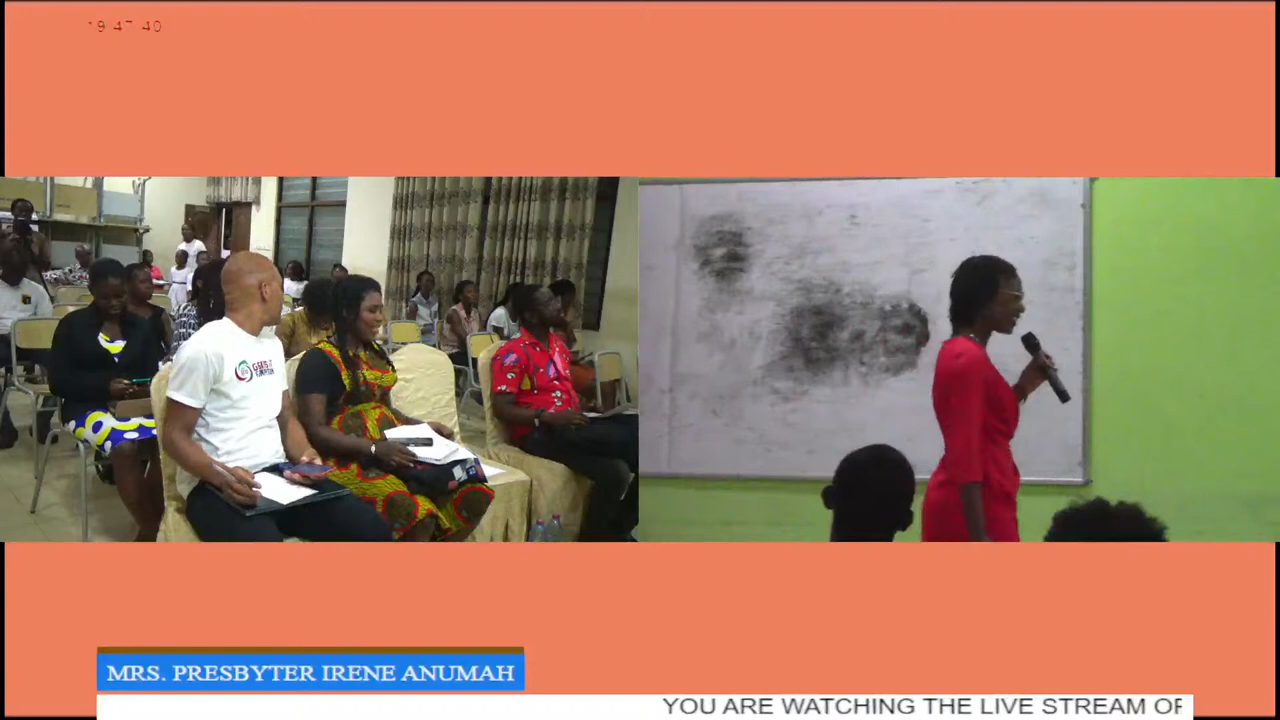 19 47 40
MRS. PRESBYTER IRENE ANUMAH
YOU ARE WATCHING THE LIVE STREAM OF